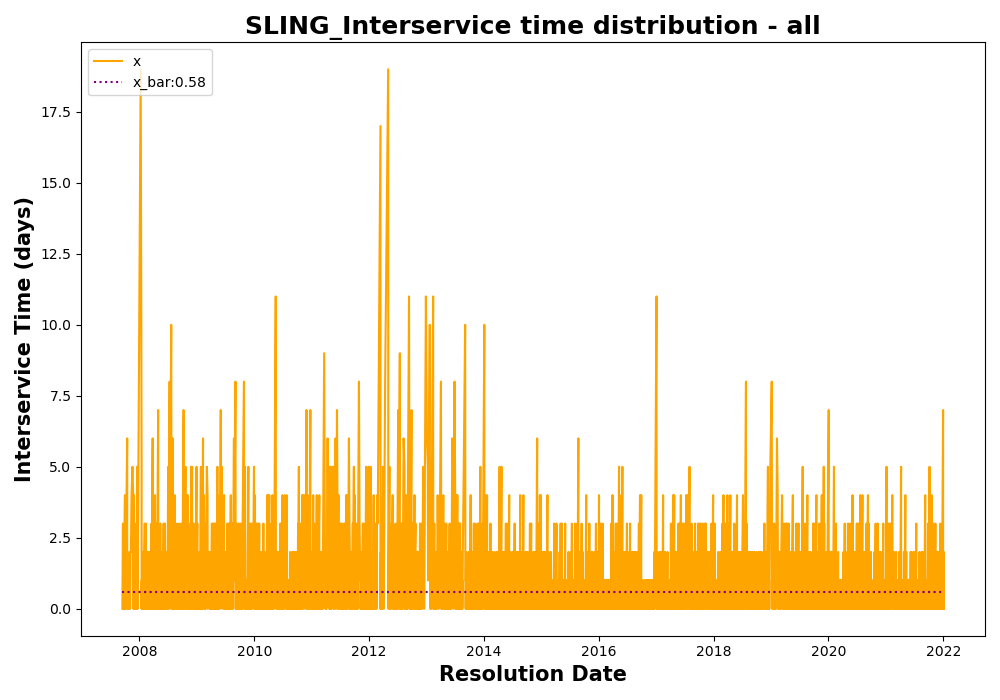 SLING_Interservice time distribution - all
x
x_bar:0.58
17.5
15.0
12.5
10.0
7.5
5.0
2.5
0.0
Interservice Time (days)
2008 2010 2012 2014 2016 2018 2020 2022
Resolution Date